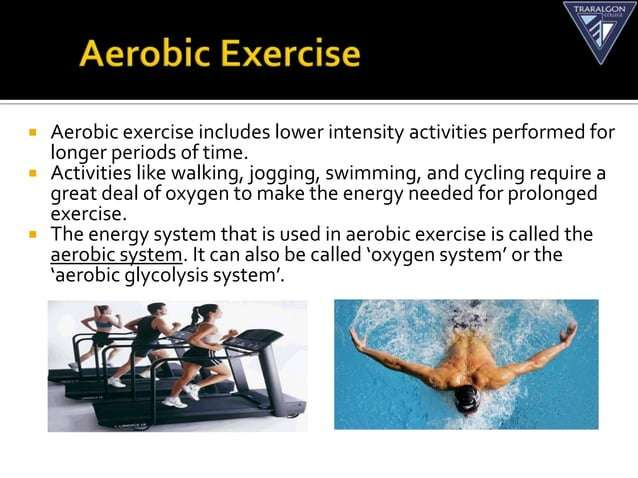 TRARALGON
COLLEGE
Aerobic Exercise
Aerobic exercise includes lower intensity activities performed for
longer periods of time.
Activities like walking, jogging, swimming, and cycling require a
great deal of oxygen to make the energy needed for prolonged
exercise.
The energy system that is used in aerobic exercise is called the
aerobic system. It can also be called ‘oxygen system’ or the
‘aerobic glycolysis system’.